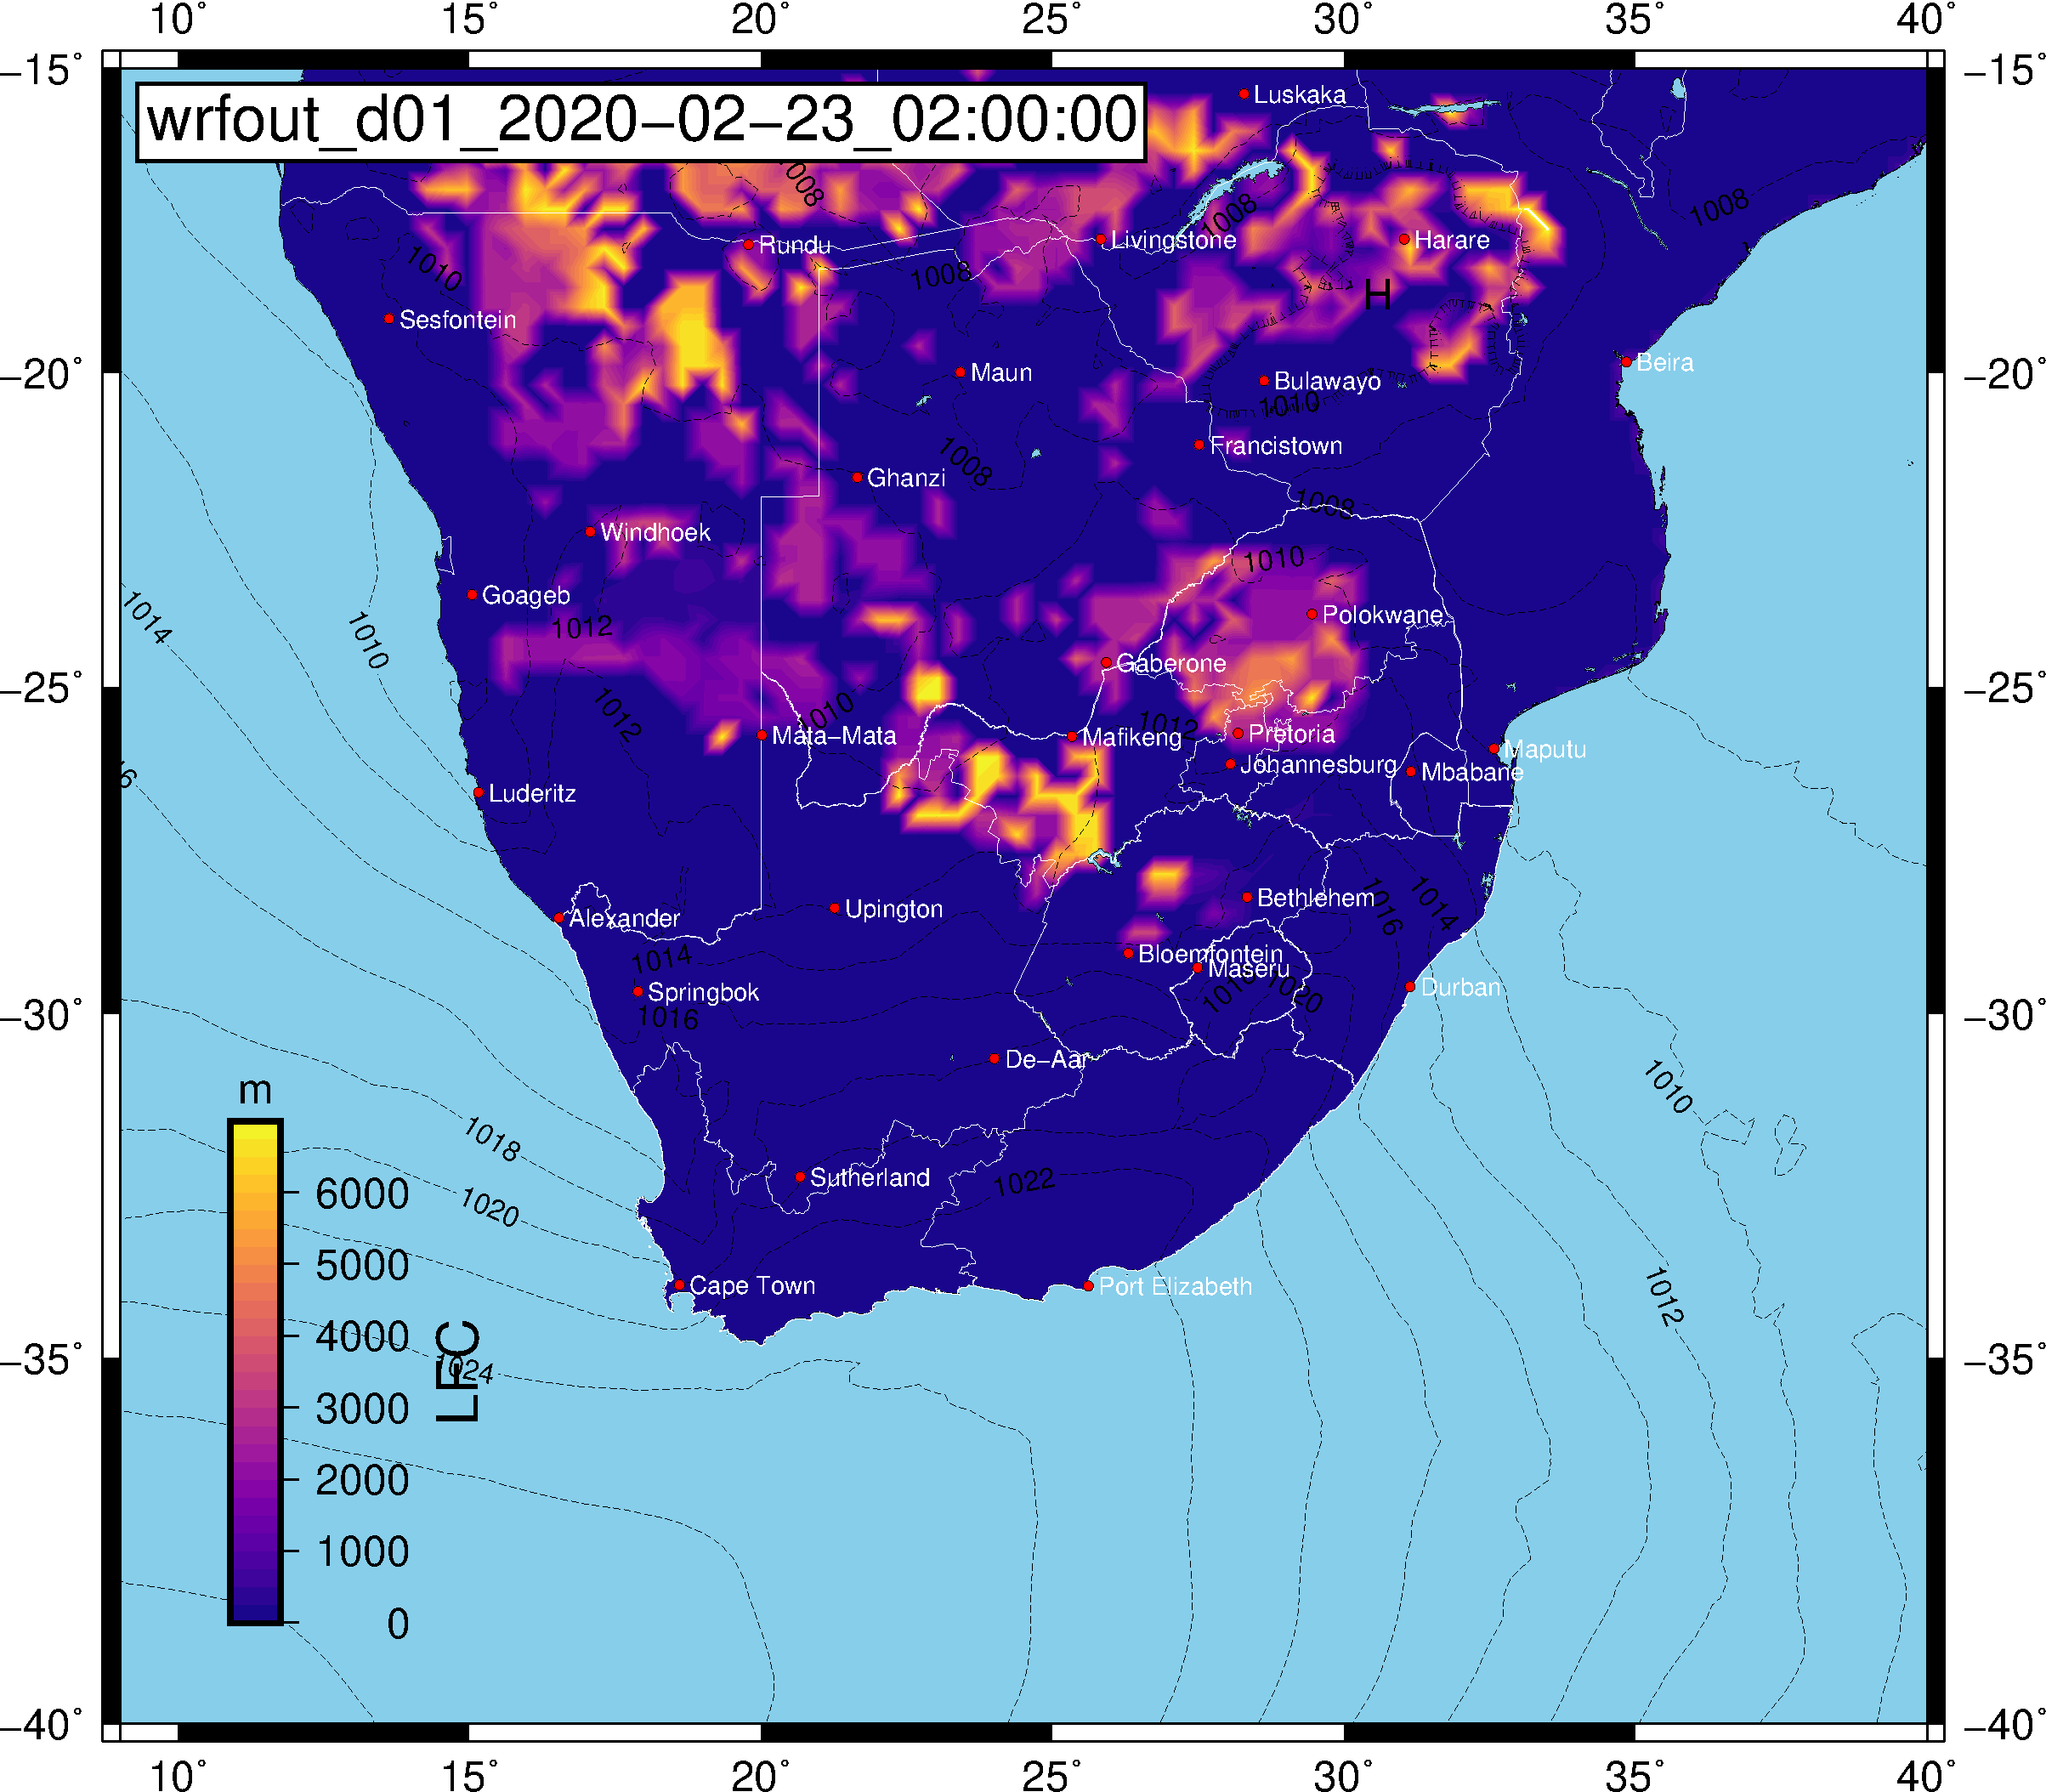 10° 15° 20° 25° 30° 35° 40°
−15° −15°
wrfout_d01_2020−02−23_02:00:00
Luskaka
1008
1008
1008
Rundu
Livingstone
Harare
1010
1008
H
Sesfontein
Maun
Bulawayo
Beira
−20° −20°
1010
Francistown
1008
Ghanzi
1008
Windhoek
1010
Goageb
1014
1010
1012
Polokwane
Gaberone
−25° −25°
1012
1010
1012
Mata−Mata
Mafikeng
Pretoria
Maputu
Johannesburg
Mbabane
Luderitz
Bethlehem
1016
1014
Alexander
Upington
1014
Bloemfontein
Maseru
Springbok
1020
Durban
1016
−30° −30°
De−Aar
1010
m
1018
Sutherland
1022
1020
6000
5000
4000
3000
2000
1000
0
LFC
Cape Town
Port Elizabeth
1012
1024
−35° −35°
−40° −40°
10° 15° 20° 25° 30° 35° 40°